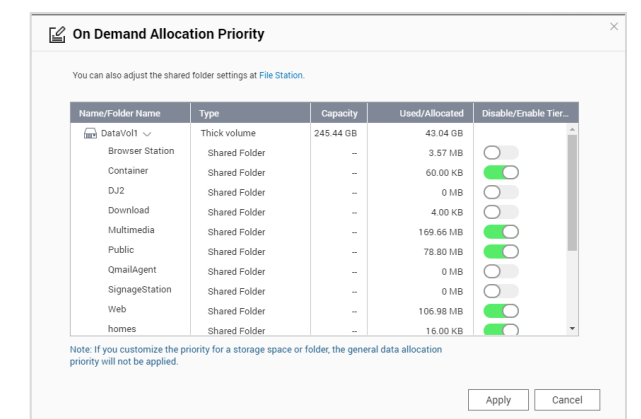 On Demand Allocation Priority
You can also adjust the shared folder settings at File Station.
Name/Folder Name Type Capacity Used/Allocated Disable/Enable Tier...
DataVol1 Thick volume 245.44 GB 43.04 GB
Browser Station Shared Folder -- 3.57 MB
Container Shared Folder -- 60.00 KB
DJ2 Shared Folder -- 0 MB
Download Shared Folder -- 4.00 KB
Multimedia Shared Folder -- 169.66 MB
Public Shared Folder -- 78.80 MB
QmailAgent Shared Folder -- 0 MB
SignageStation Shared Folder -- 0 MB
Web Shared Folder -- 106.98 MB
homes Shared Folder -- 16.00 KB
Note: If you customize the priority for a storage space or folder, the general data allocation
priority will not be applied.
Apply Cancel